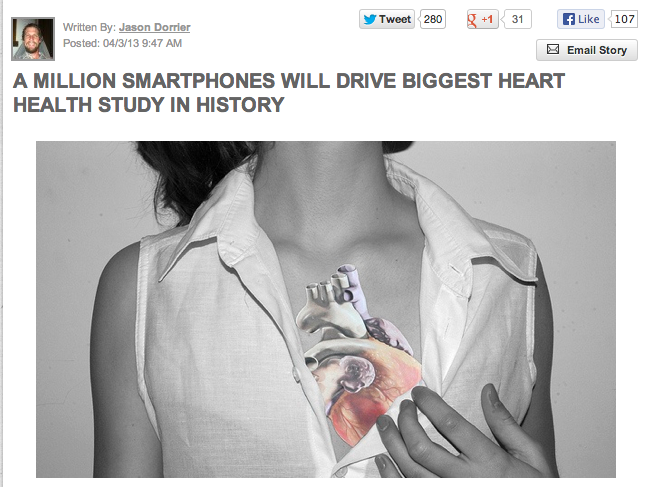 Written By: Jason Dorrier
Posted: 04/3/13 9:47 AM
Tweet 280
g +1 31
f Like 107
Email Story
A MILLION SMARTPHONES WILL DRIVE BIGGEST HEART
HEALTH STUDY IN HISTORY